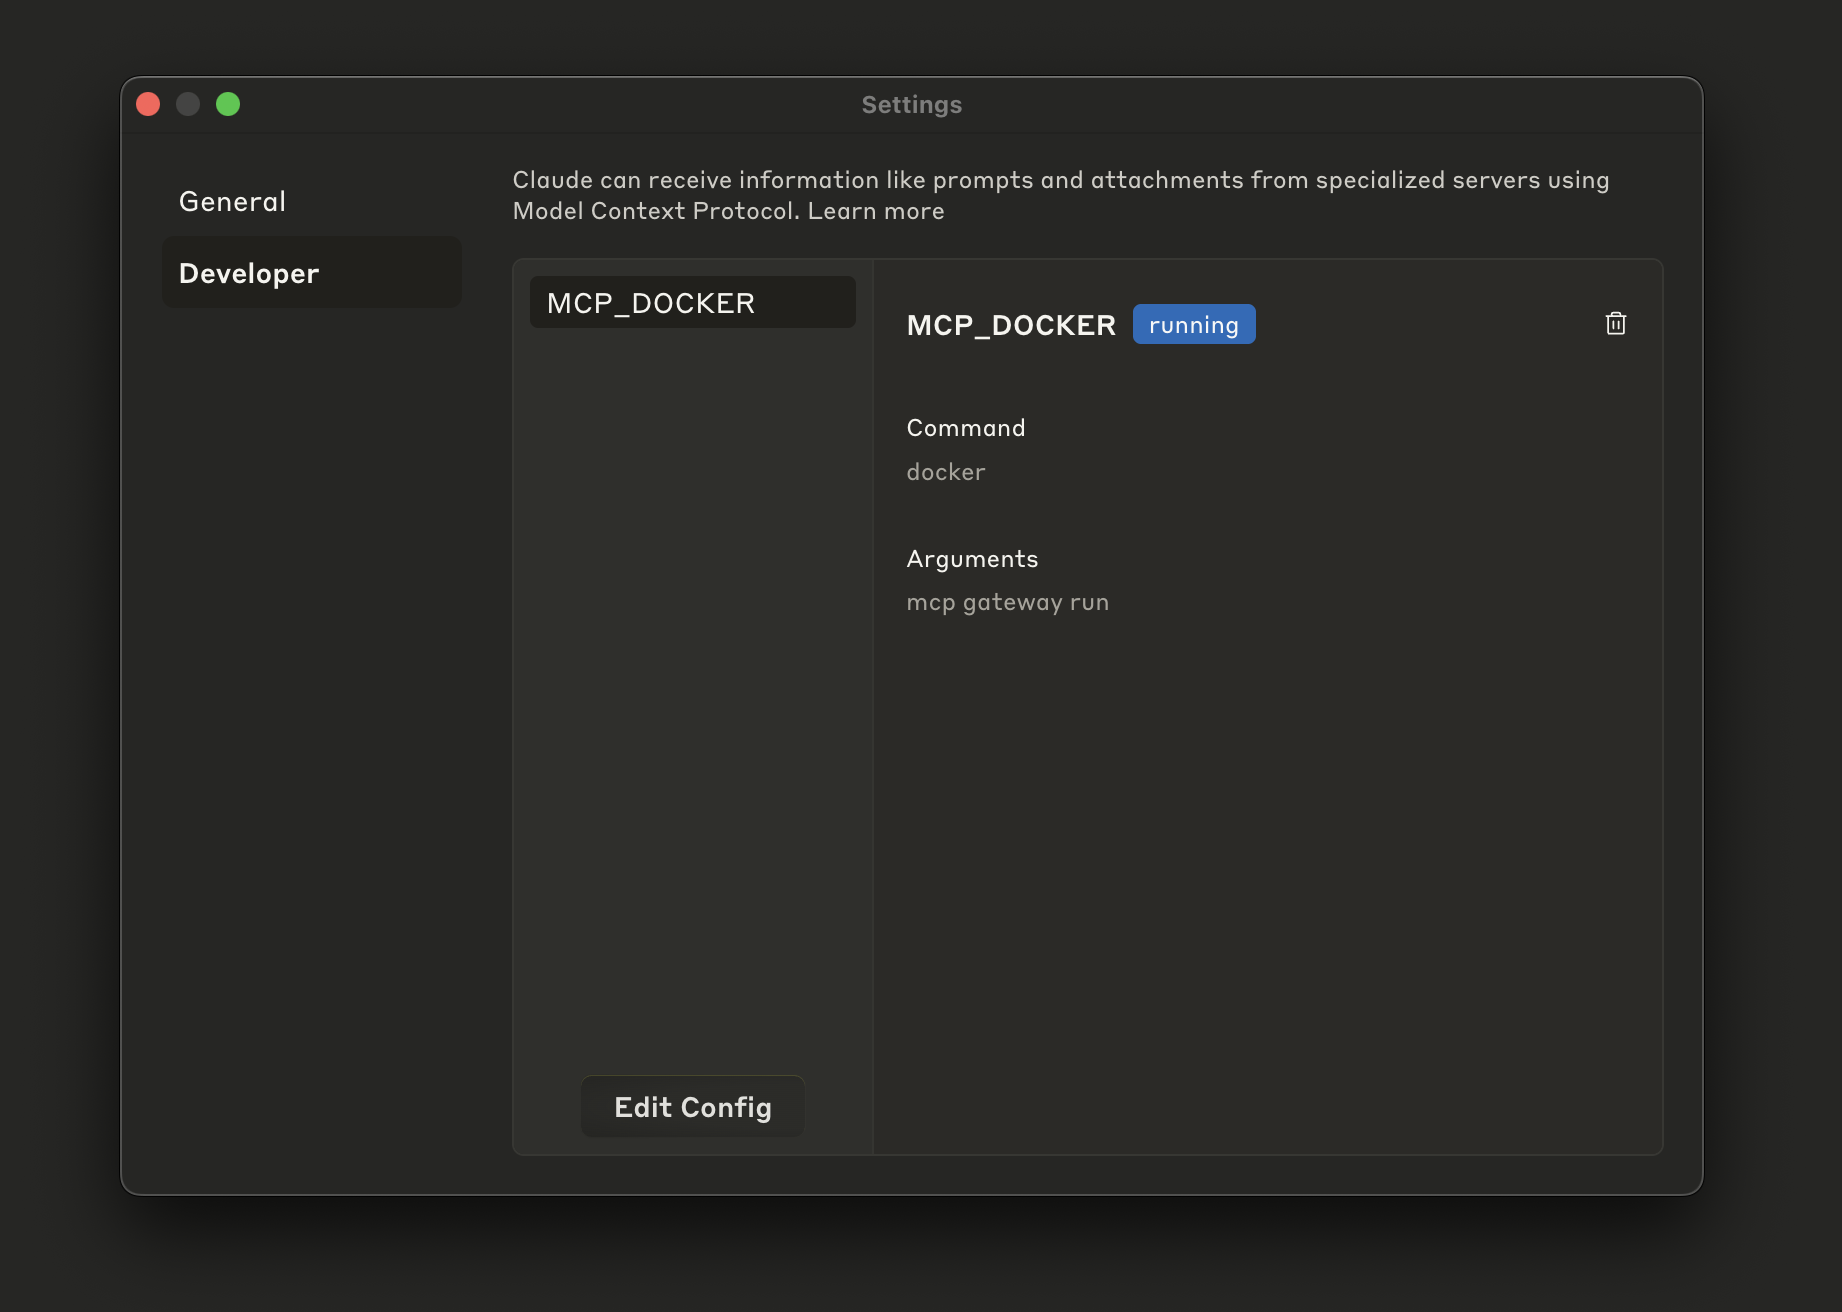 Settings
General
Developer
Claude can receive information like prompts and attachments from specialized servers using
Model Context Protocol. Learn more
MCP_DOCKER
MCP_DOCKER running
Command
docker
Arguments
mcp gateway run
Edit Config